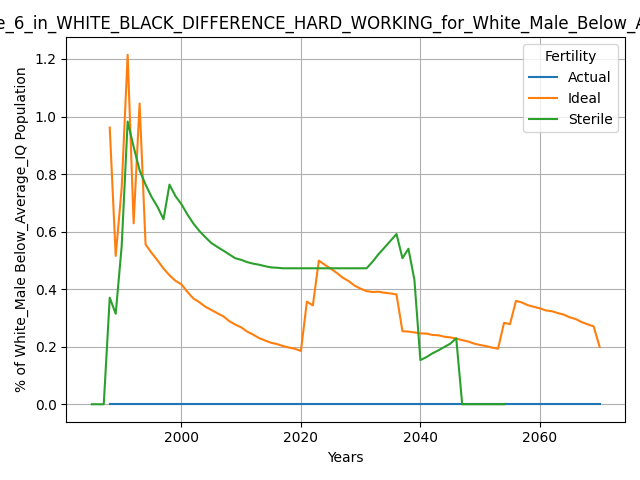 e_6_in_WHITE_BLACK_DIFFERENCE_HARD_WORKING_for_White_Male_Below_A
% of White_Male Below_Average_IQ Population
1.2
1.0
0.8
0.6
0.4
0.2
0.0
Fertility
Actual
Ideal
Sterile
2000
2020
2040
2060
Years